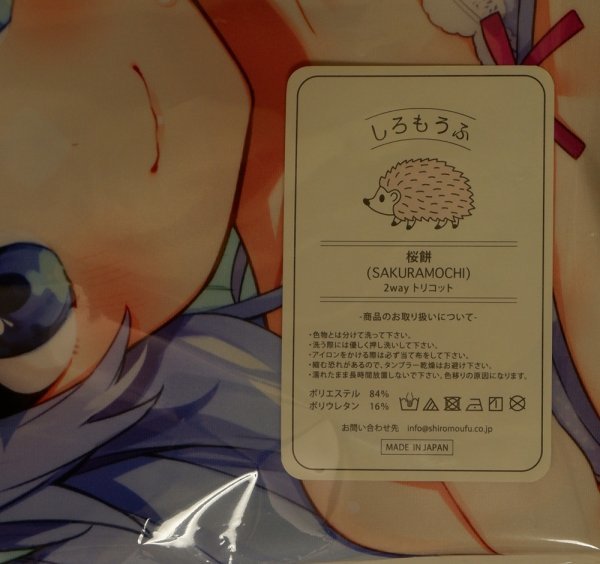 しろもうふ
桜餅
(SAKURAMOCHI)
2way トリコット
-商品のお取り扱いについて-
・色物とは分けて洗って下さい。
・洗う際には優しく押し洗いして下さい。
・アイロンをかける際は必ず当て布をして下さい。
・縮む恐れがあるので、タンブラー乾燥はお避け下さい。
・濡れたまま長時間放置しないで下さい。色移りの原因になります。
ポリエステル 84%
ポリウレタン 16%
お問い合わせ先 info@shiromoufu.co.jp
MADE IN JAPAN